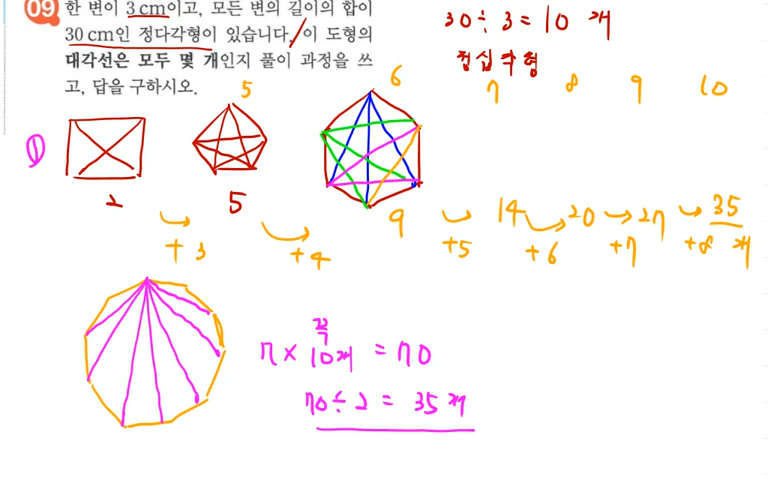 09 한 변이 3 cm이고, 모든 변의 길이의 합이
30 cm인 정다각형이 있습니다. 이 도형의
대각선은 모두 몇 개인지 풀이 과정을 쓰
고, 답을 구하시오.
30÷3=10 개
정십각형
5 6 7 8 9 10
①
2 5 9 14 20 27 35 개
+3 +4 +5 +6 +7 +8
꼭
7×10개 =70
70÷2=35개